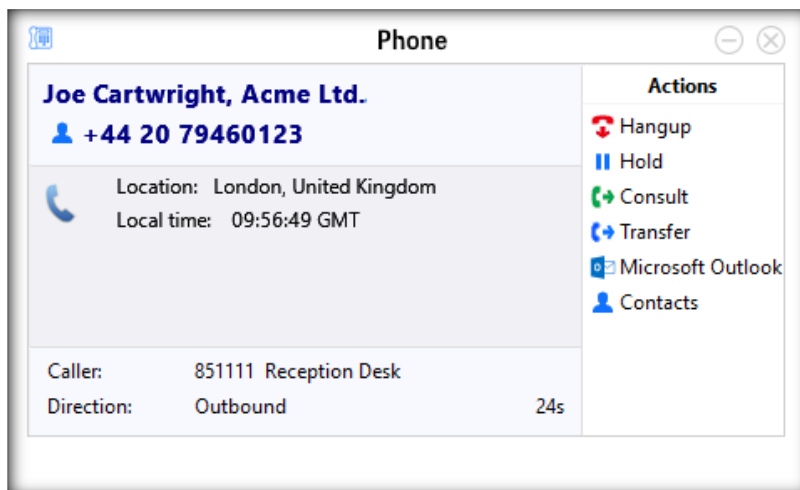 Phone
Joe Cartwright, Acme Ltd.
+44 20 79460123
Location: London, United Kingdom
Local time: 09:56:49 GMT
Caller: 851111 Reception Desk
Direction: Outbound 24s
Actions
Hangup
Hold
Consult
Transfer
Microsoft Outlook
Contacts